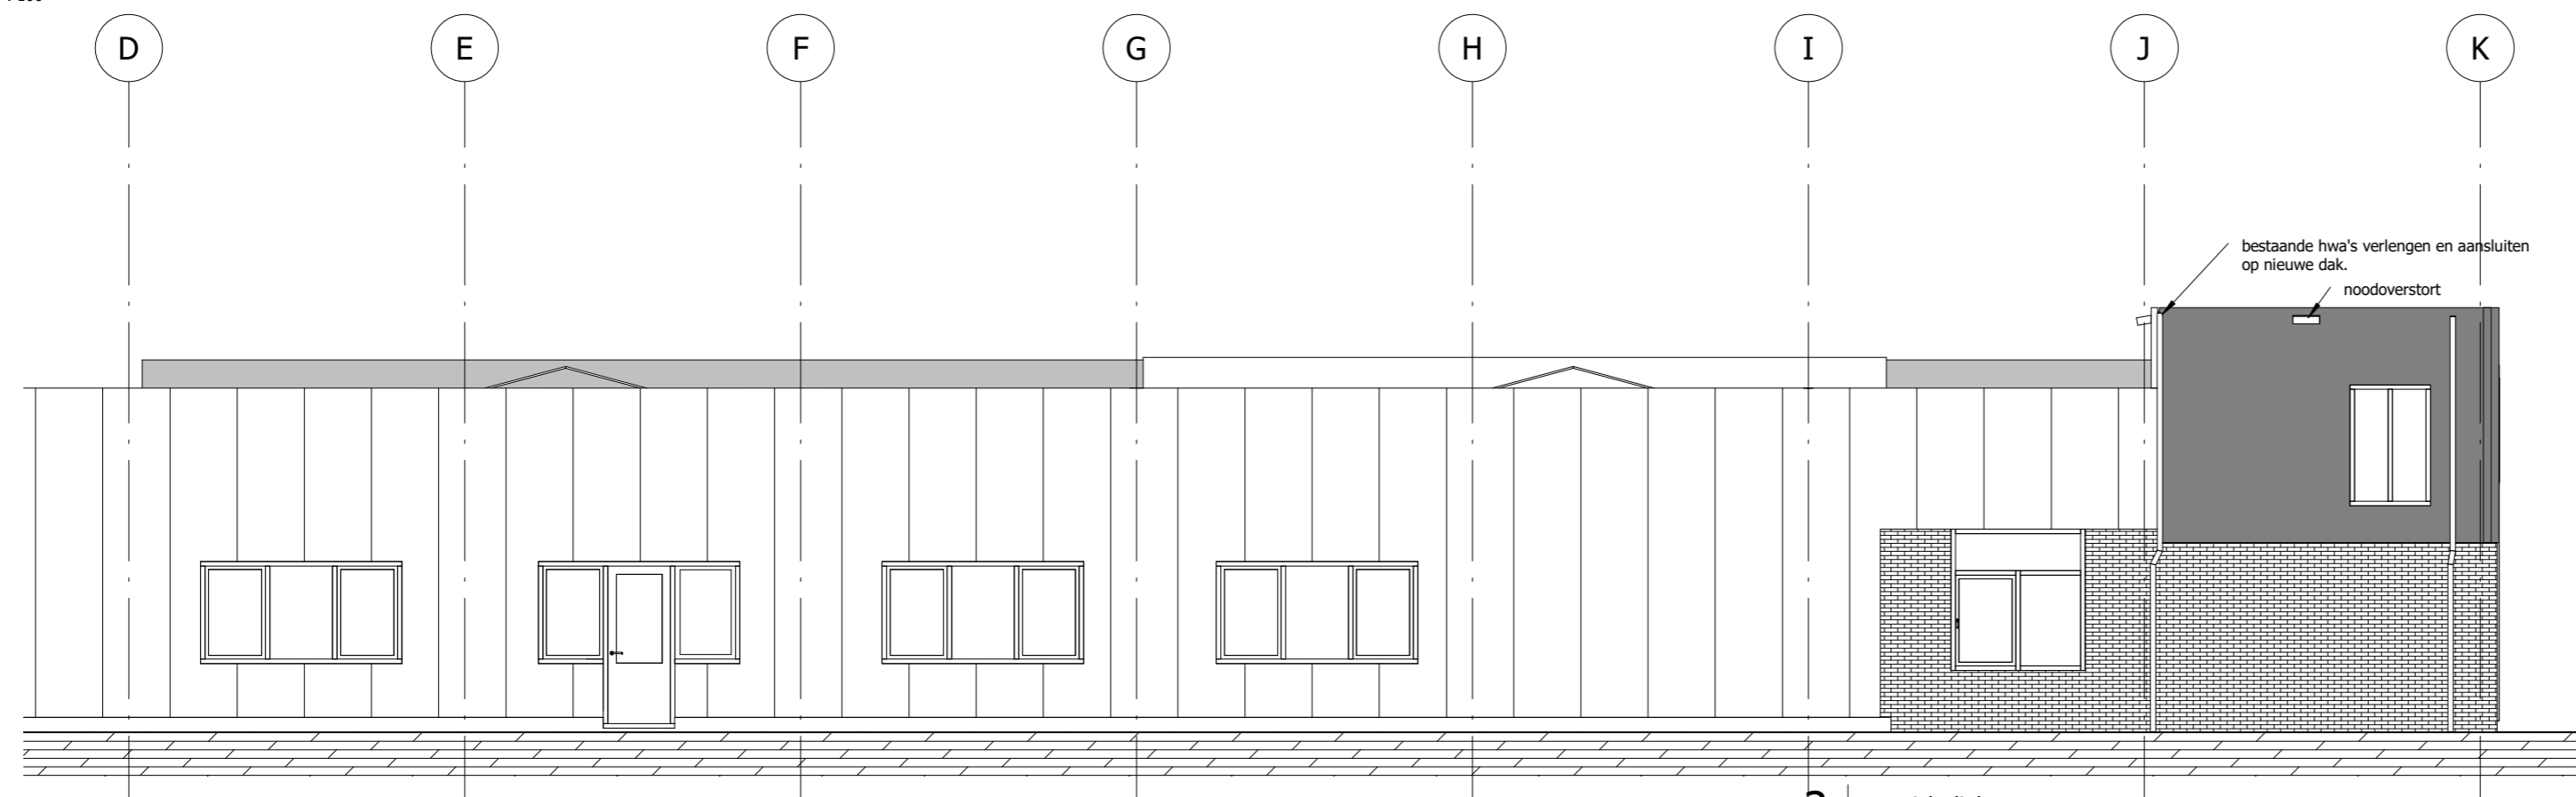 D E F G H I J K
bestaande hwa's verlengen en aansluiten
op nieuwe dak.
noodoverstort